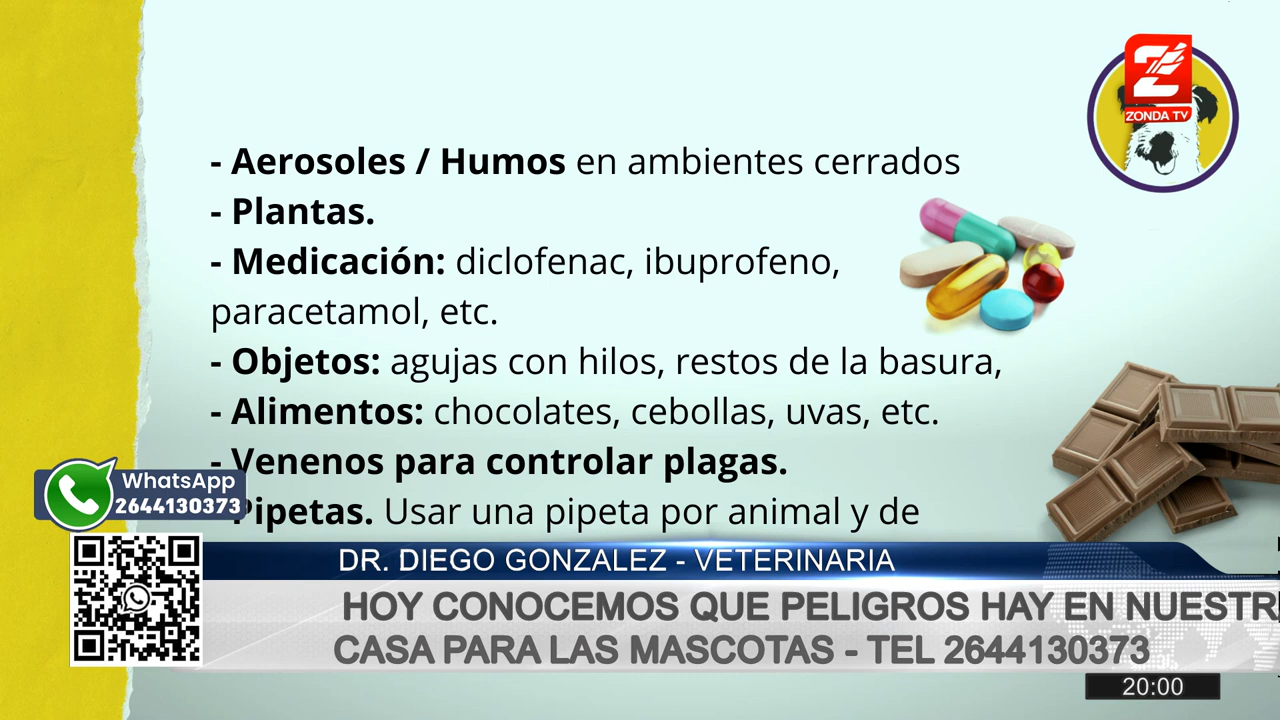 ZONDA TV
- Aerosoles / Humos en ambientes cerrados
- Plantas.
- Medicación: diclofenac, ibuprofeno,
paracetamol, etc.
- Objetos: agujas con hilos, restos de la basura,
- Alimentos: chocolates, cebollas, uvas, etc.
- Venenos para controlar plagas.
Pipetas. Usar una pipeta por animal y de
WhatsApp
2644130373
DR. DIEGO GONZALEZ - VETERINARIA
HOY CONOCEMOS QUE PELIGROS HAY EN NUESTR
CASA PARA LAS MASCOTAS - TEL 2644130373
20:00